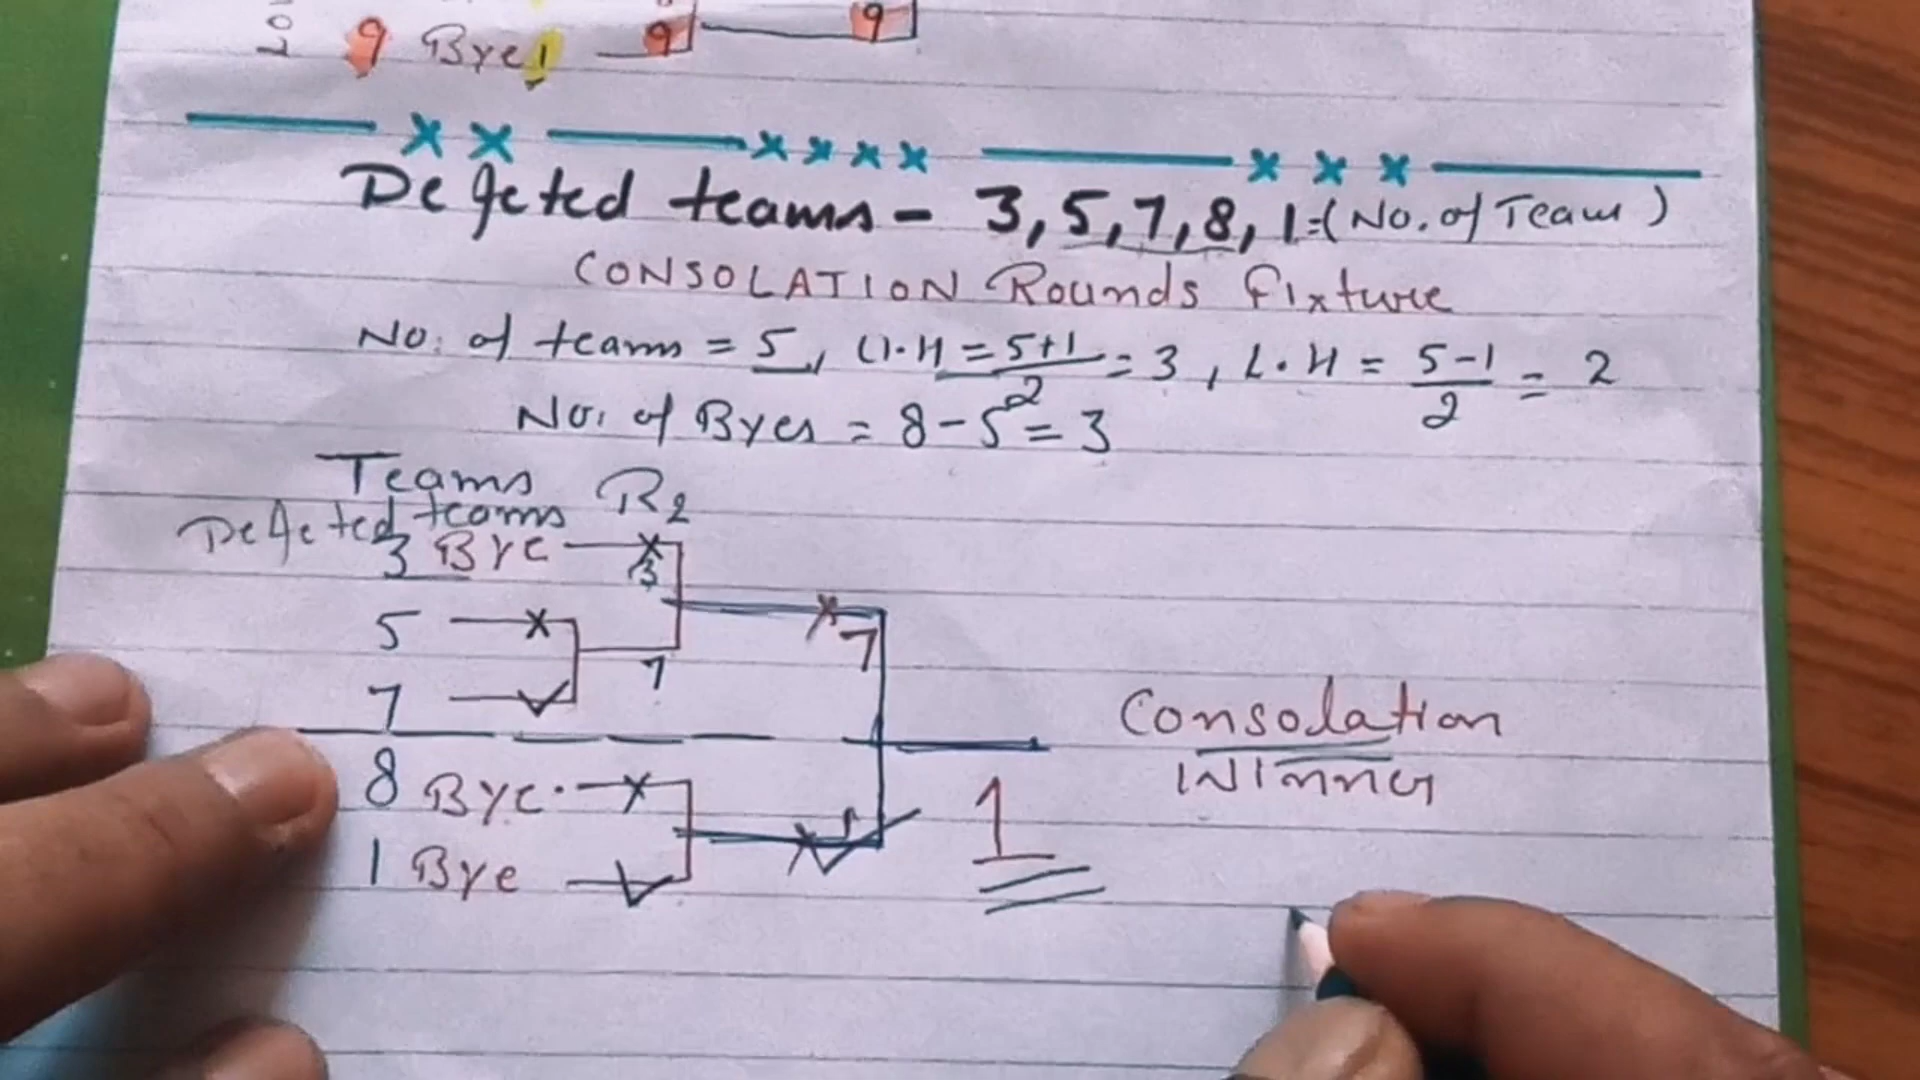 9 Bye 1 9 9
Defeted teams - 3, 5, 7, 8, 1 = (No. of Team)
CONSOLATION Rounds Fixture
No. of teams = 5, U.H = 5+1/2 = 3, L.H = 5-1/2 = 2
No. of Byes = 8 - 5 = 3
Teams R2
Defeted teams
3 Bye 3
5
7 7
7
8 Bye
1 Bye 1
Consolation
Winner
1